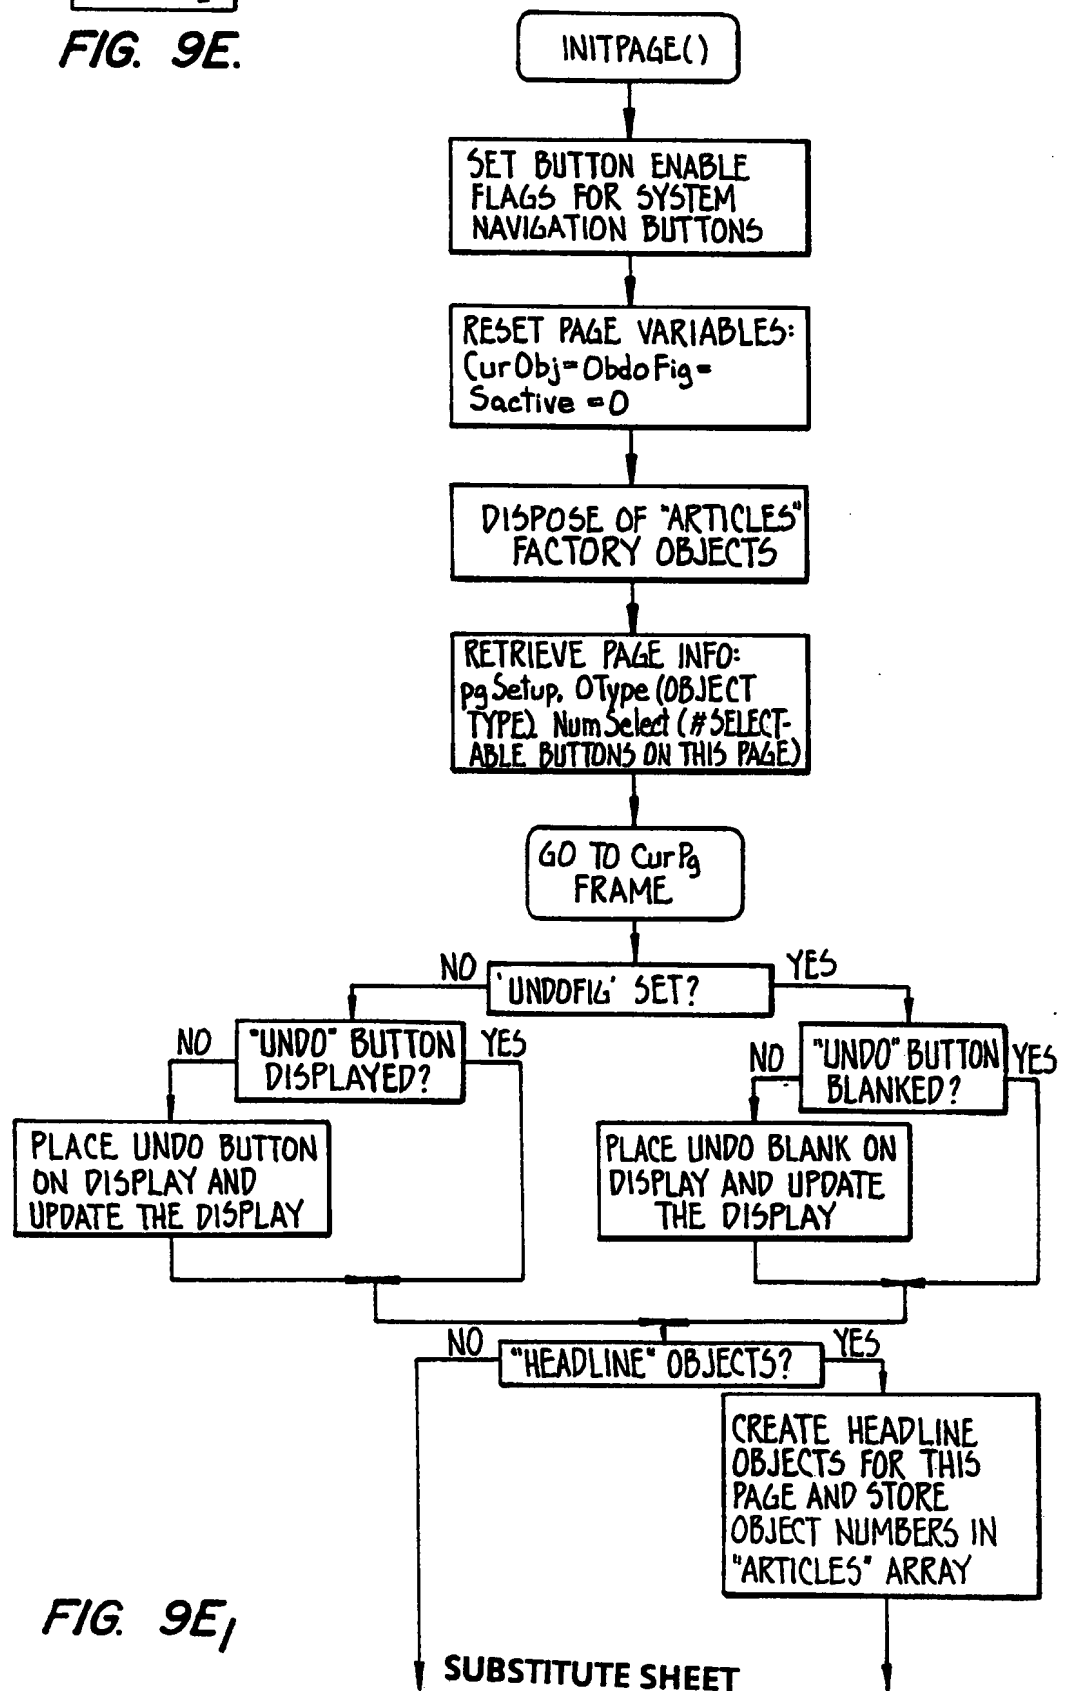 FIG. 9E.
INITPAGE()
SET BUTTON ENABLE
FLAGS FOR SYSTEM
NAVIGATION BUTTONS
RESET PAGE VARIABLES:
CurObj=ObdoFig=
Sactive =0
DISPOSE OF "ARTICLES"
FACTORY OBJECTS
RETRIEVE PAGE INFO:
pgSetup, OType (OBJECT
TYPE) NumSelect (#SELECT-
ABLE BUTTONS ON THIS PAGE)
GO TO CurPg
FRAME
NO
'UNDOFIG' SET?
YES
NO
"UNDO" BUTTON
DISPLAYED?
YES
NO
"UNDO" BUTTON
BLANKED?
YES
PLACE UNDO BUTTON
ON DISPLAY AND
UPDATE THE DISPLAY
PLACE UNDO BLANK ON
DISPLAY AND UPDATE
THE DISPLAY
NO
"HEADLINE" OBJECTS?
YES
CREATE HEADLINE
OBJECTS FOR THIS
PAGE AND STORE
OBJECT NUMBERS IN
"ARTICLES" ARRAY
FIG. 9E1
SUBSTITUTE SHEET